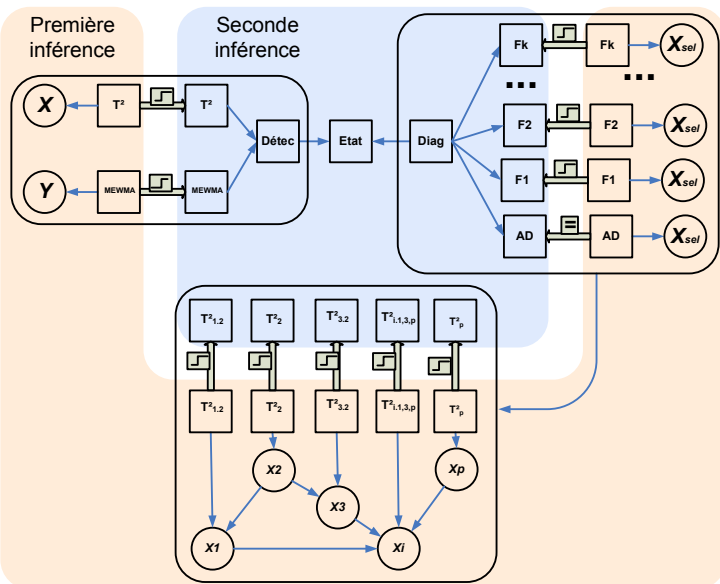 Première inférence
Seconde inférence
X
T²
T²
Y
MEWMA
MEWMA
Détec
Etat
Diag
Fk
Fk
Xsel
...
...
F2
F2
Xsel
F1
F1
Xsel
AD
=
AD
Xsel
T²1.2
T²2
T²3.2
T²i.1,3,p
T²p
T²1.2
T²2
T²3.2
T²i.1,3,p
T²p
X2
Xp
X3
X1
Xi